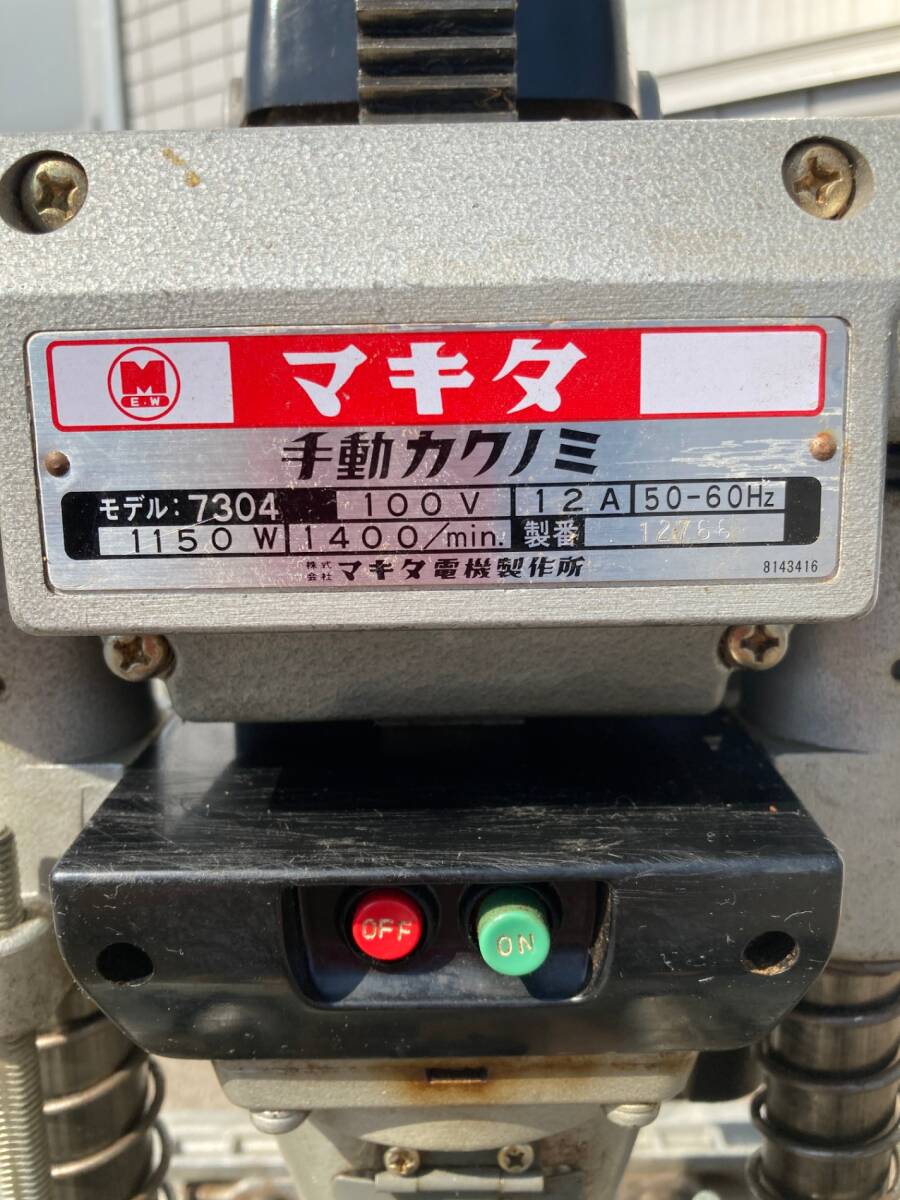 M
E.W
マキタ
手動カクノミ
モデル: 7304 100V 12A 50-60Hz
1150W 1400/min. 製番 12766
株式会社 マキタ電機製作所 8143416
OFF ON